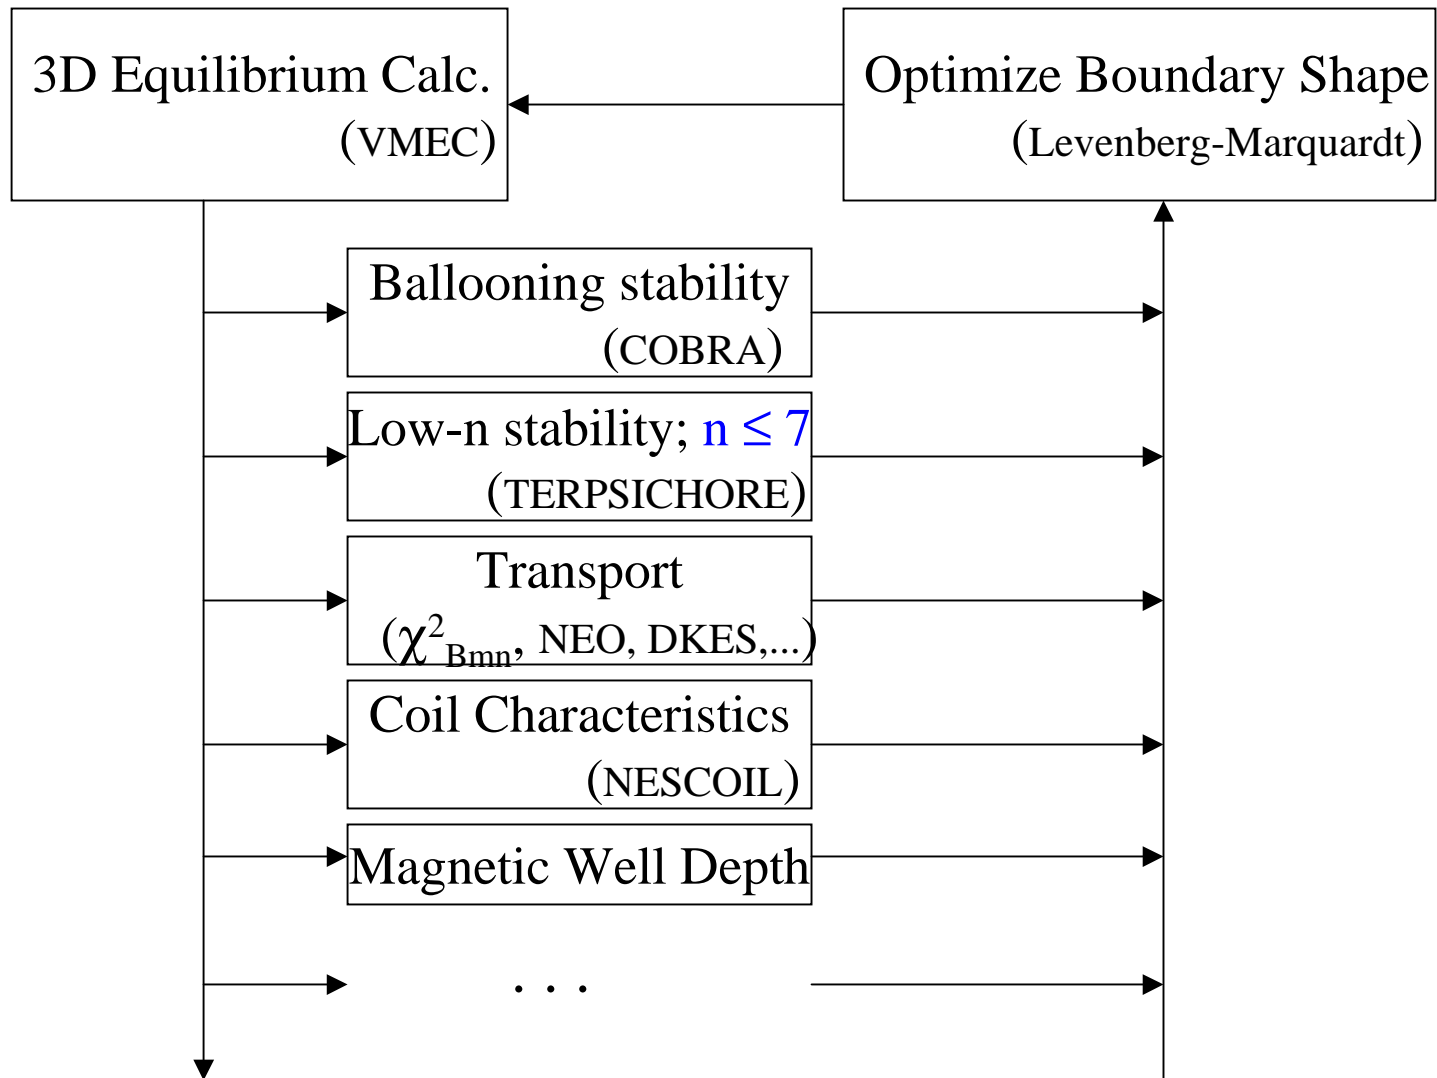 3D Equilibrium Calc.
(VMEC)
Optimize Boundary Shape
(Levenberg-Marquardt)
Ballooning stability
(COBRA)
Low-n stability; n ≤ 7
(TERPSICHORE)
Transport
(χ²Bmn, NEO, DKES,...)
Coil Characteristics
(NESCOIL)
Magnetic Well Depth
. . .